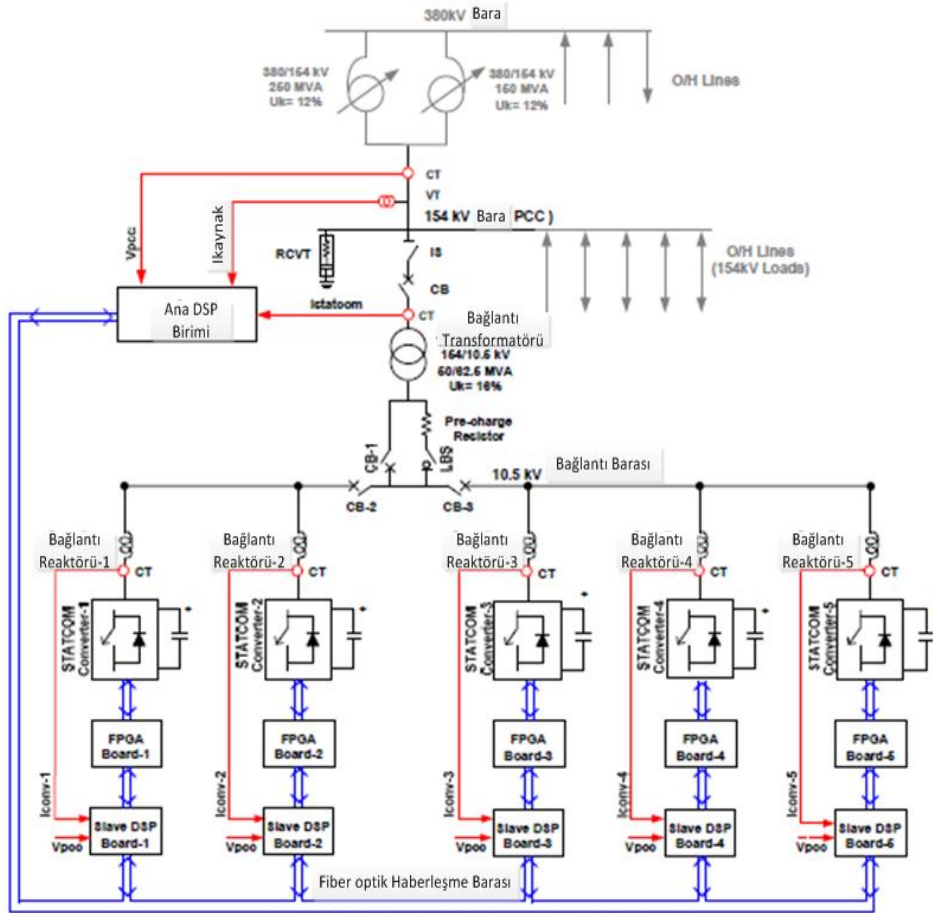 380kV Bara
380/154 kV
250 MVA
Uk= 12%
380/154 kV
150 MVA
Uk= 12%
O/H Lines
CT
VT
154 kV Bara PCC )
Vpcc
Ikaynak
RCVT
IS
CB
O/H Lines
(154kV Loads)
Ana DSP
Birimi
Istatcom
CT
Bağlantı
Transformatörü
154/10.5 kV
50/62.5 MVA
Uk= 16%
Pre-charge
Resistor
CB-1
LBS
10.5 kV
Bağlantı Barası
CB-2
CB-3
Bağlantı
Reaktörü-1
Bağlantı
Reaktörü-2
Bağlantı
Reaktörü-3
Bağlantı
Reaktörü-4
Bağlantı
Reaktörü-5
CT
CT
CT
CT
CT
STATCOM
Converter-1
+
STATCOM
Converter-2
+
STATCOM
Converter-3
+
STATCOM
Converter-4
+
STATCOM
Converter-5
+
FPGA
Board-1
FPGA
Board-2
FPGA
Board-3
FPGA
Board-4
FPGA
Board-5
Iconv-1
Iconv-2
Iconv-3
Iconv-4
Iconv-5
Slave DSP
Board-1
Vpcc
Slave DSP
Board-2
Vpcc
Slave DSP
Board-3
Vpcc
Slave DSP
Board-4
Vpcc
Slave DSP
Board-5
Vpcc
Fiber optik Haberleşme Barası